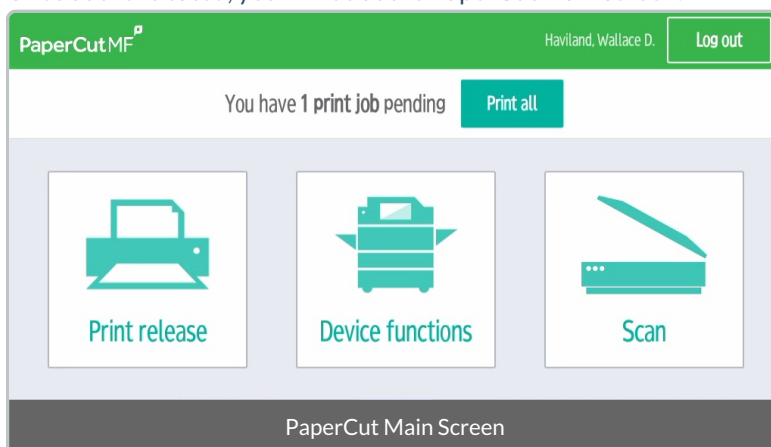 PaperCut MF
Haviland, Wallace D.
Log out
You have 1 print job pending
Print all
Print release
Device functions
Scan
PaperCut Main Screen